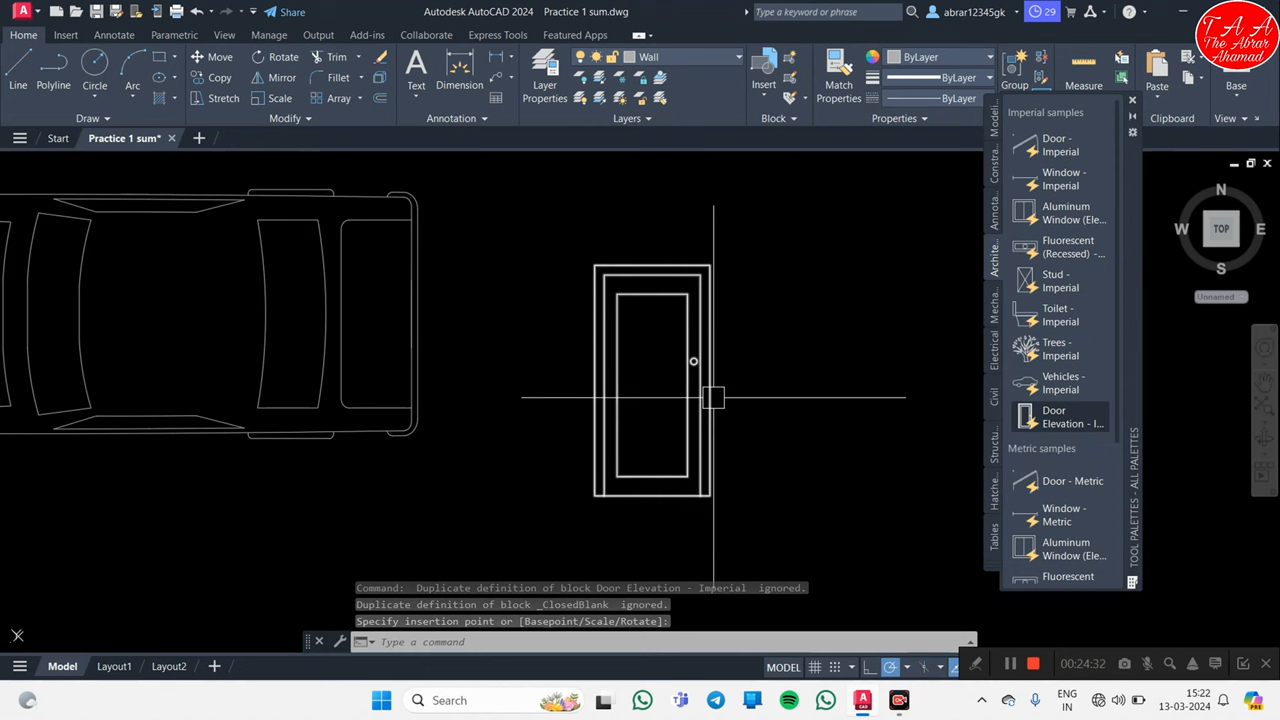 Autodesk AutoCAD 2024 Practice 1 sum.dwg
Share
Type a keyword or phrase
abrar12345gk
29
T A A
The Abrar
Ahamad
Home Insert Annotate Parametric View Manage Output Add-ins Collaborate Express Tools Featured Apps
Line Polyline Circle Arc
Move Rotate Trim
Copy Mirror Fillet
Stretch Scale Array
Text Dimension
Layer
Properties
Wall
Insert
Match
Properties
ByLayer
ByLayer
ByLayer
Group
Measure
Paste
Base
Draw Modify Annotation Layers Block Properties Clipboard View
Start Practice 1 sum* +
Imperial samples
Door -
Imperial
Window -
Imperial
Aluminum
Window (Ele...
Fluorescent
(Recessed) -...
Stud -
Imperial
Toilet -
Imperial
Trees -
Imperial
Vehicles -
Imperial
Door
Elevation - I...
Metric samples
Door - Metric
Window -
Metric
Aluminum
Window (Ele...
Fluorescent
Modeli...
Constra...
Annota...
Archite...
Mecha...
Electrical
Civil
Structu...
Hatche...
Tables
TOOL PALETTES - ALL PALETTES
N
W TOP E
S
Unnamed
Command: Duplicate definition of block Door Elevation - Imperial ignored.
Duplicate definition of block _ClosedBlank ignored.
Specify insertion point or [Basepoint/Scale/Rotate]:
Type a command
Model Layout1 Layout2 +
MODEL
00:24:32
Search
ENG
IN
15:22
13-03-2024